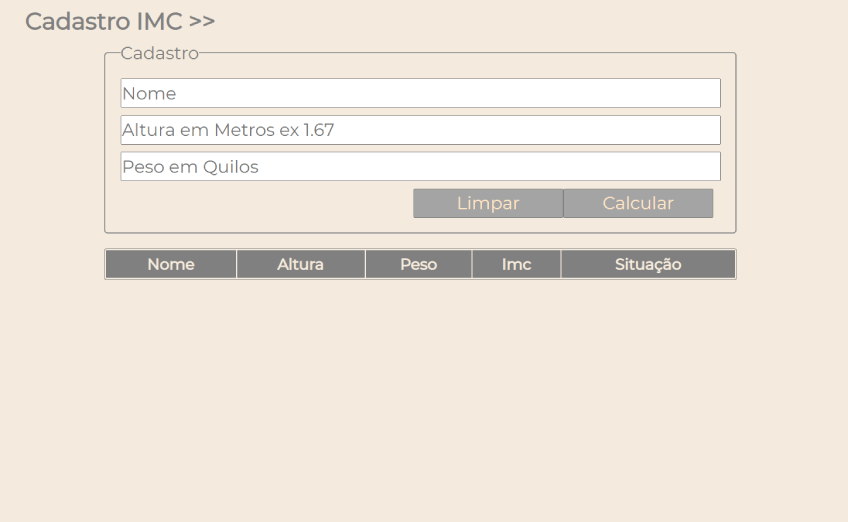 Cadastro IMC >>
Cadastro
Nome
Altura em Metros ex 1.67
Peso em Quilos
Limpar Calcular
Nome Altura Peso Imc Situação